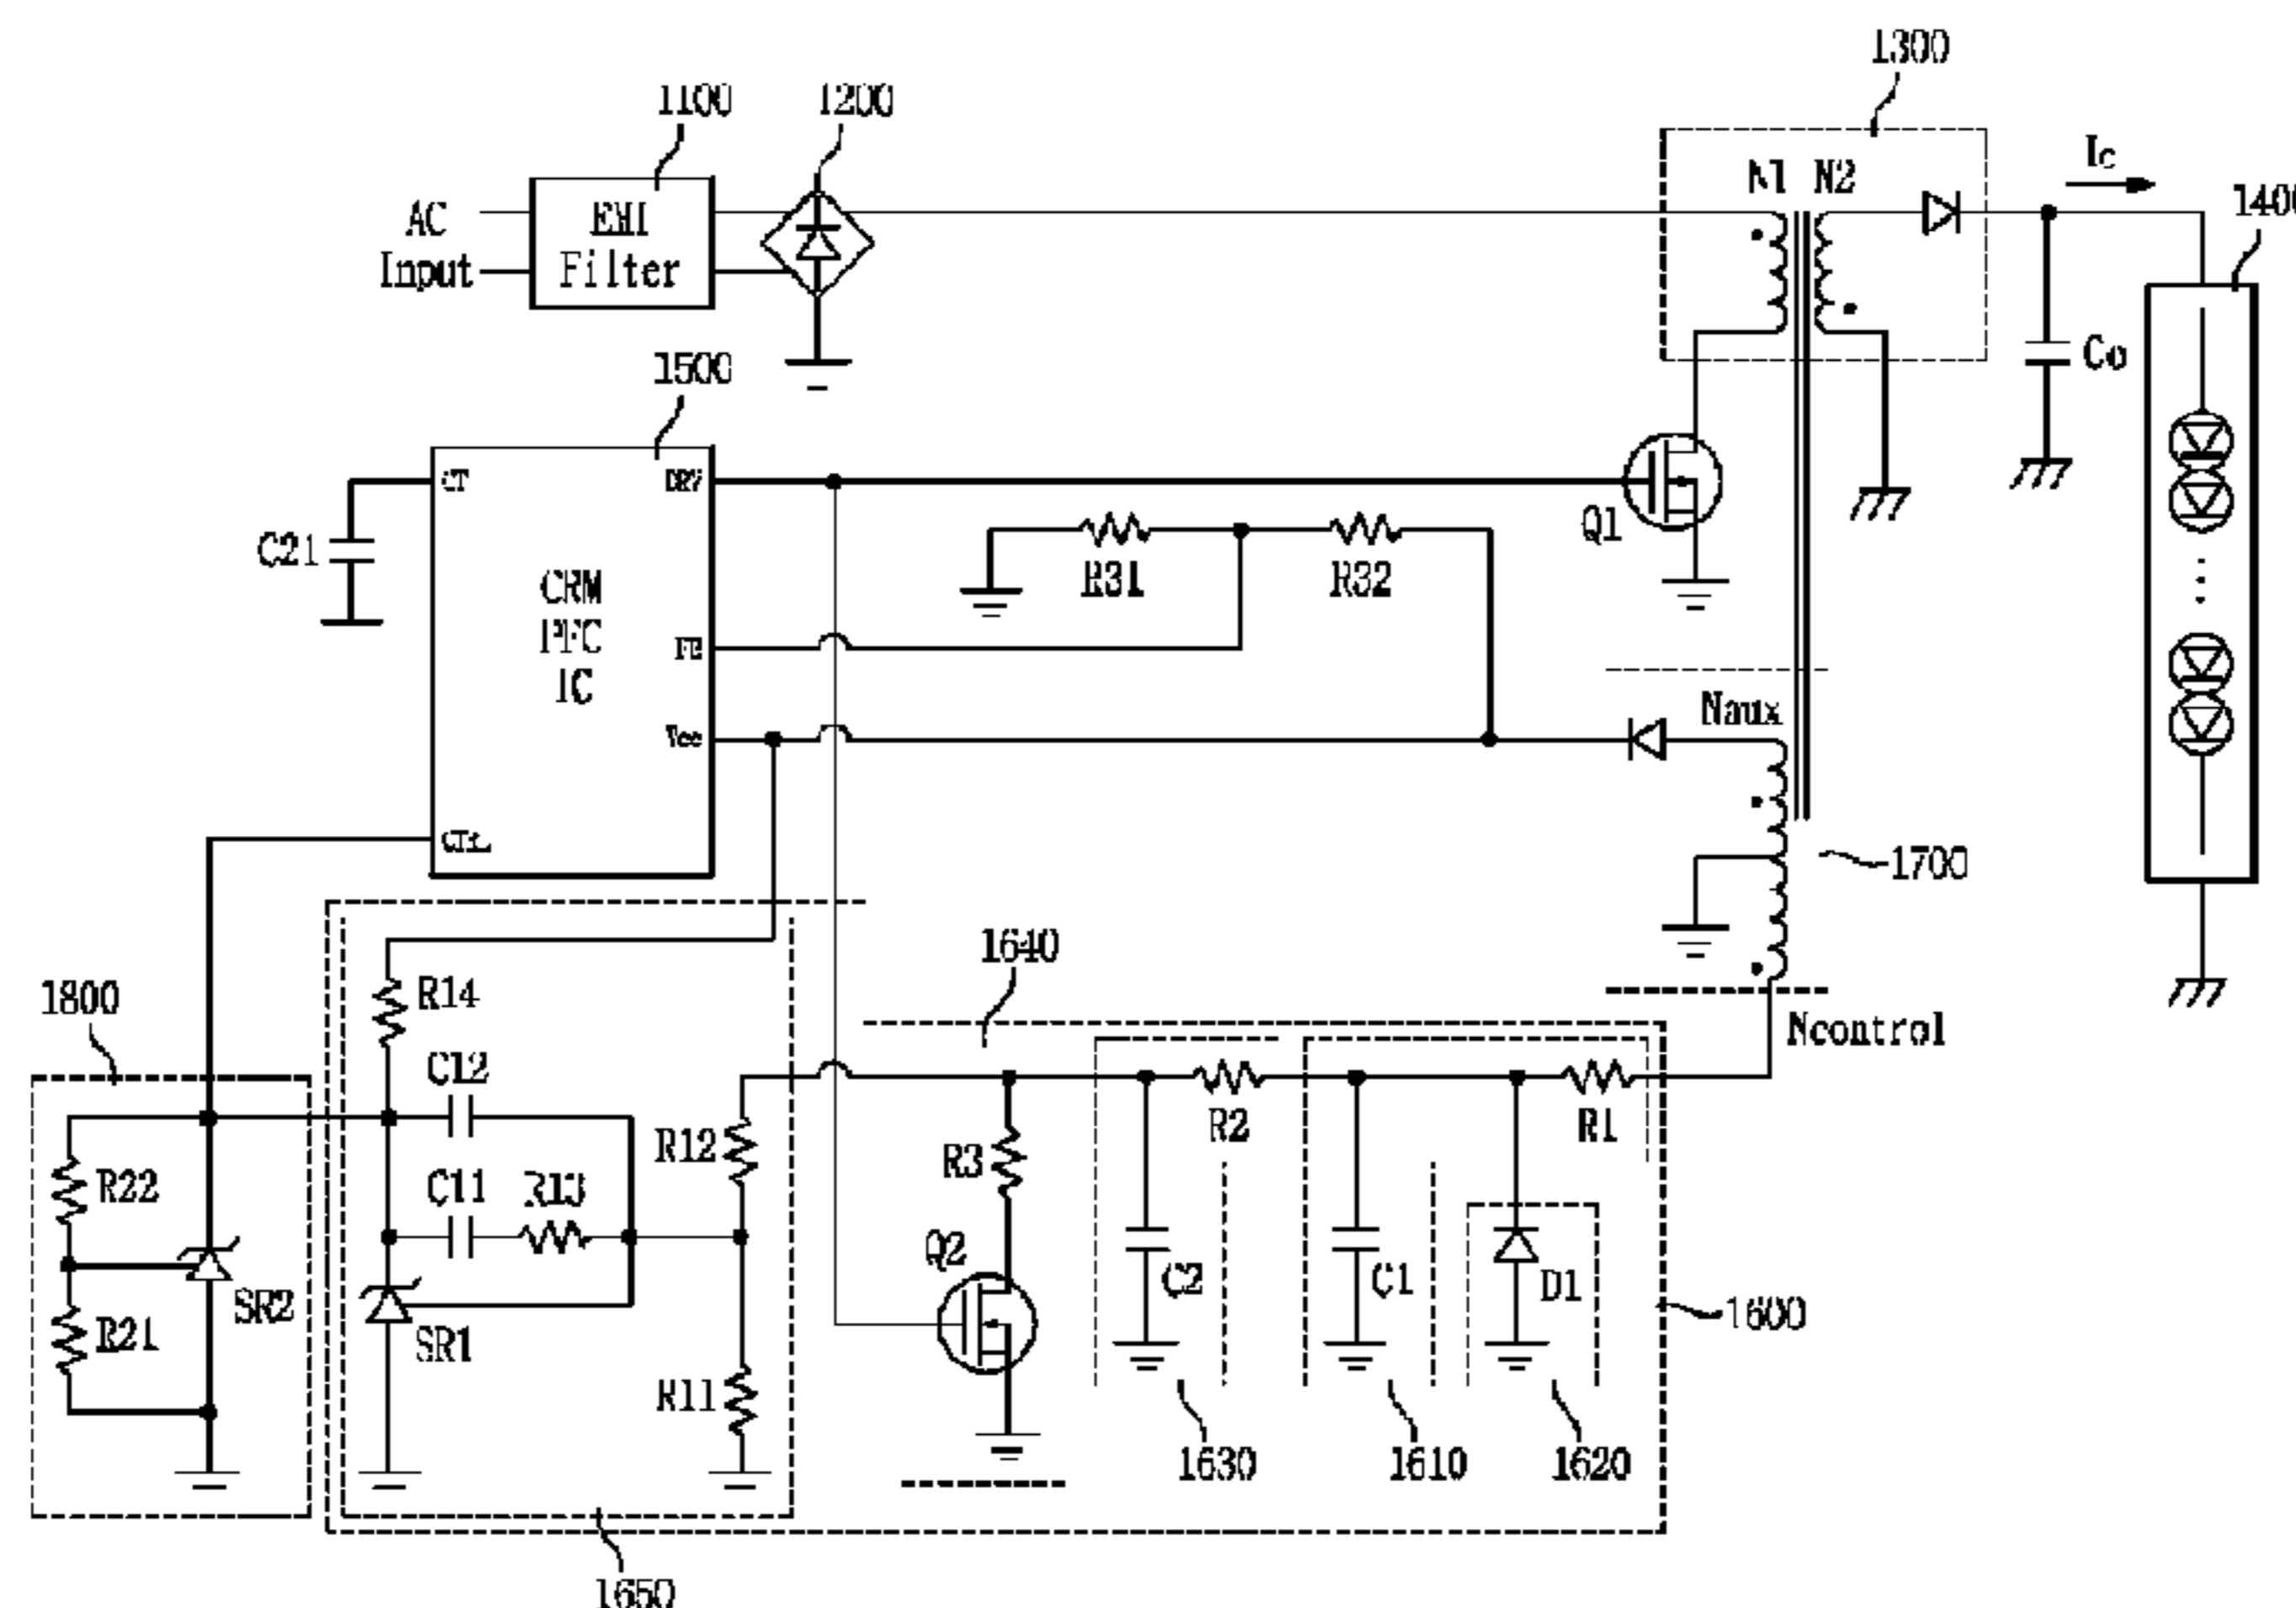 1300
1100
1200
N1
N2
Ic
1400
AC
Input
EMI
Filter
Co
1500
CT
DRV
C21
CRM
PFC
IC
Q1
R31
R32
FB
Vcc
Naux
CTRL
1700
1640
R14
1800
Ncontrol
C12
R12
R3
R2
R1
R22
C11
R13
Q2
C2
C1
D1
SR2
1600
R21
SR1
R11
1630
1610
1620
1650